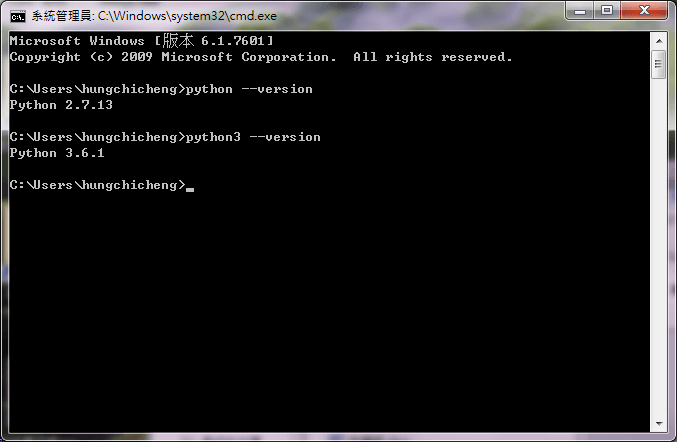 系統管理員: C:\Windows\system32\cmd.exe
Microsoft Windows [版本 6.1.7601]
Copyright (c) 2009 Microsoft Corporation.  All rights reserved.
C:\Users\hungchicheng>python --version
Python 2.7.13
C:\Users\hungchicheng>python3 --version
Python 3.6.1
C:\Users\hungchicheng>_